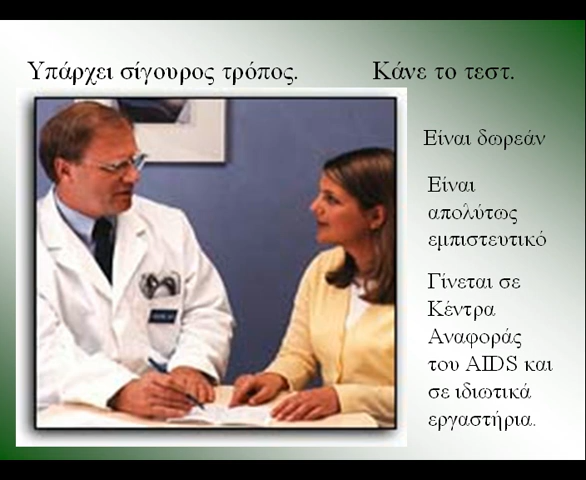 Υπάρχει σίγουρος τρόπος. Κάνε το τεστ.
Είναι δωρεάν
Είναι
απολύτως
εμπιστευτικό
Γίνεται σε
Κέντρα
Αναφοράς
του AIDS και
σε ιδιωτικά
εργαστήρια.